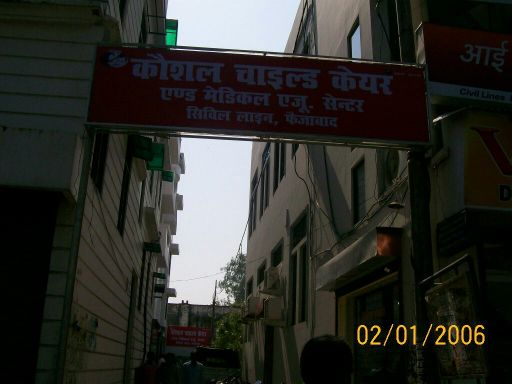 कौशल चाइल्ड केयर
एण्ड मेडिकल एजू. सेन्टर
सिविल लाइन, फैजाबाद
आई
Civil Lines
02/01/2006